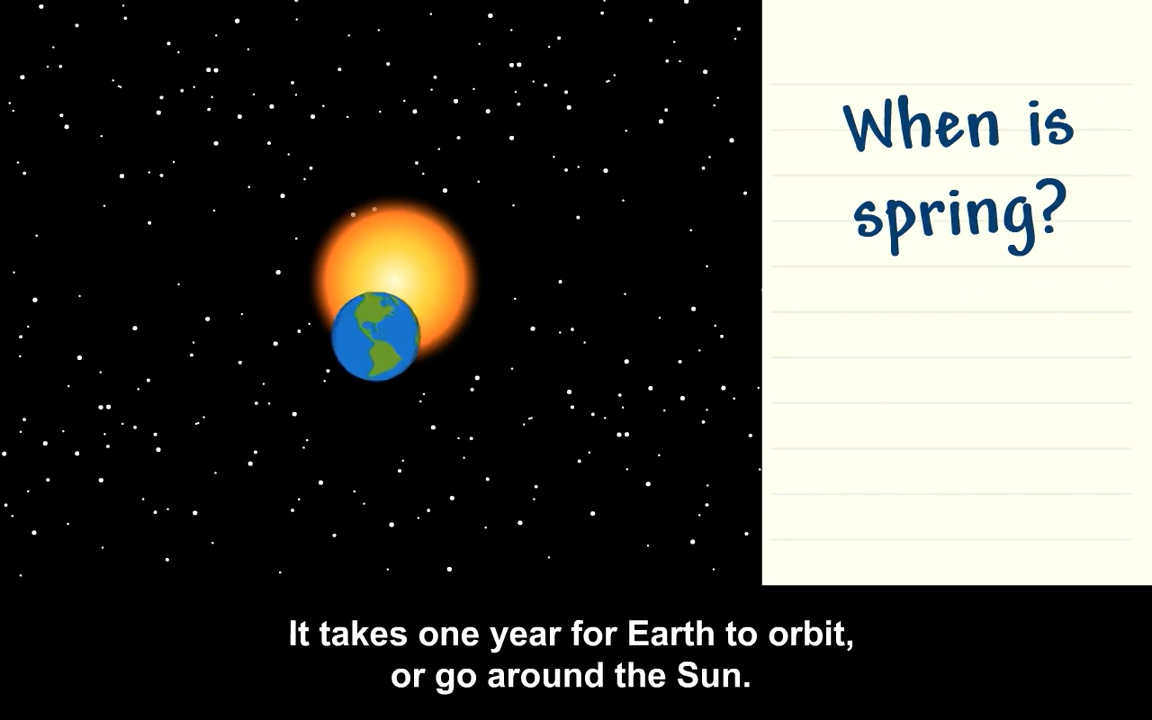 When is
spring?
It takes one year for Earth to orbit,
or go around the Sun.